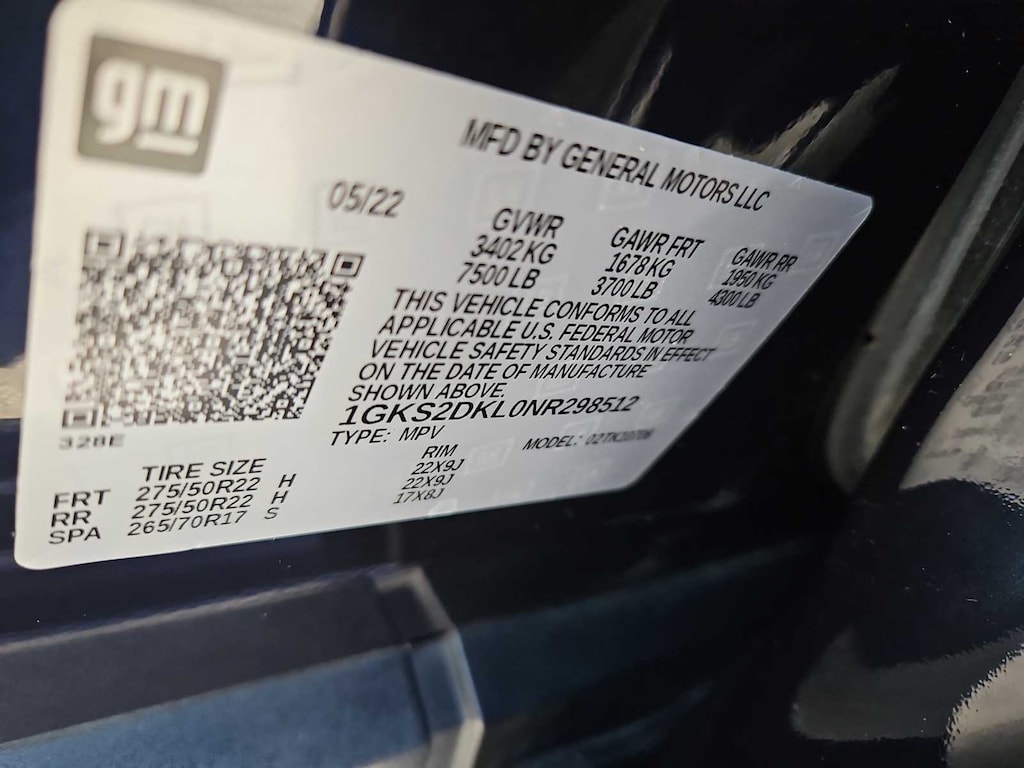 gm
MFD BY GENERAL MOTORS LLC
05/22
GVWR GAWR FRT GAWR RR
3402 KG 1678 KG 1950 KG
7500 LB 3700 LB 4300 LB
THIS VEHICLE CONFORMS TO ALL
APPLICABLE U.S. FEDERAL MOTOR
VEHICLE SAFETY STANDARDS IN EFFECT
ON THE DATE OF MANUFACTURE
SHOWN ABOVE.
1GKS2DKL0NR298512
328E
TYPE: MPV MODEL: 02TK10706
TIRE SIZE RIM
FRT 275/50R22 H 22X9J
RR 275/50R22 H 22X9J
SPA 265/70R17 S 17X8J